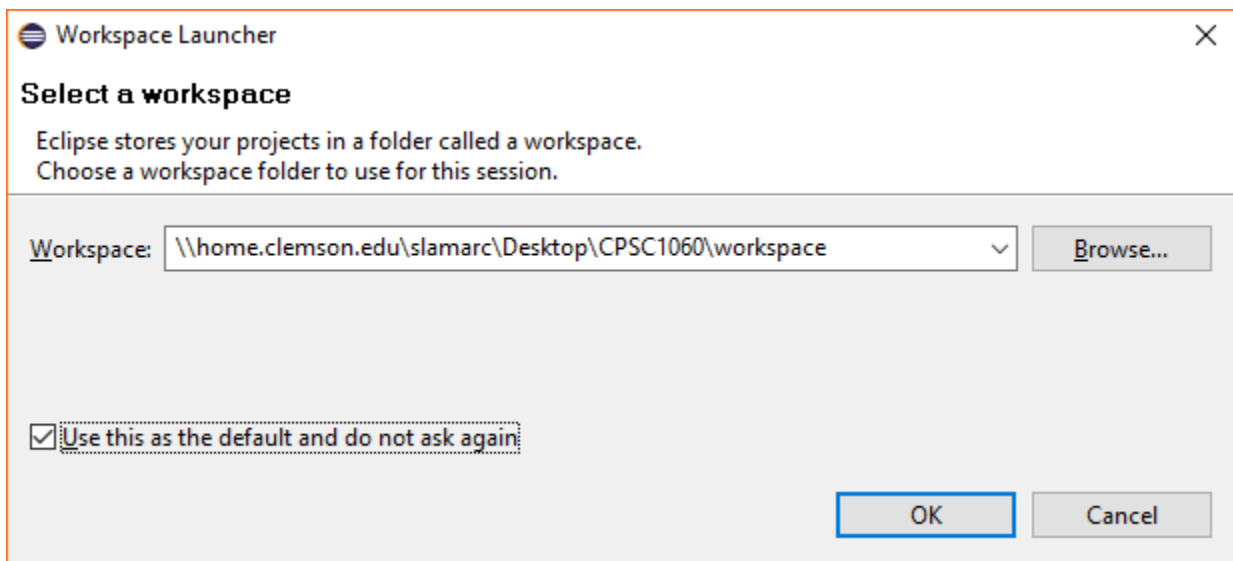 Workspace Launcher
Select a workspace
Eclipse stores your projects in a folder called a workspace.
Choose a workspace folder to use for this session.
Workspace: \\home.clemson.edu\slamarc\Desktop\CPSC1060\workspace Browse...
Use this as the default and do not ask again
OK Cancel